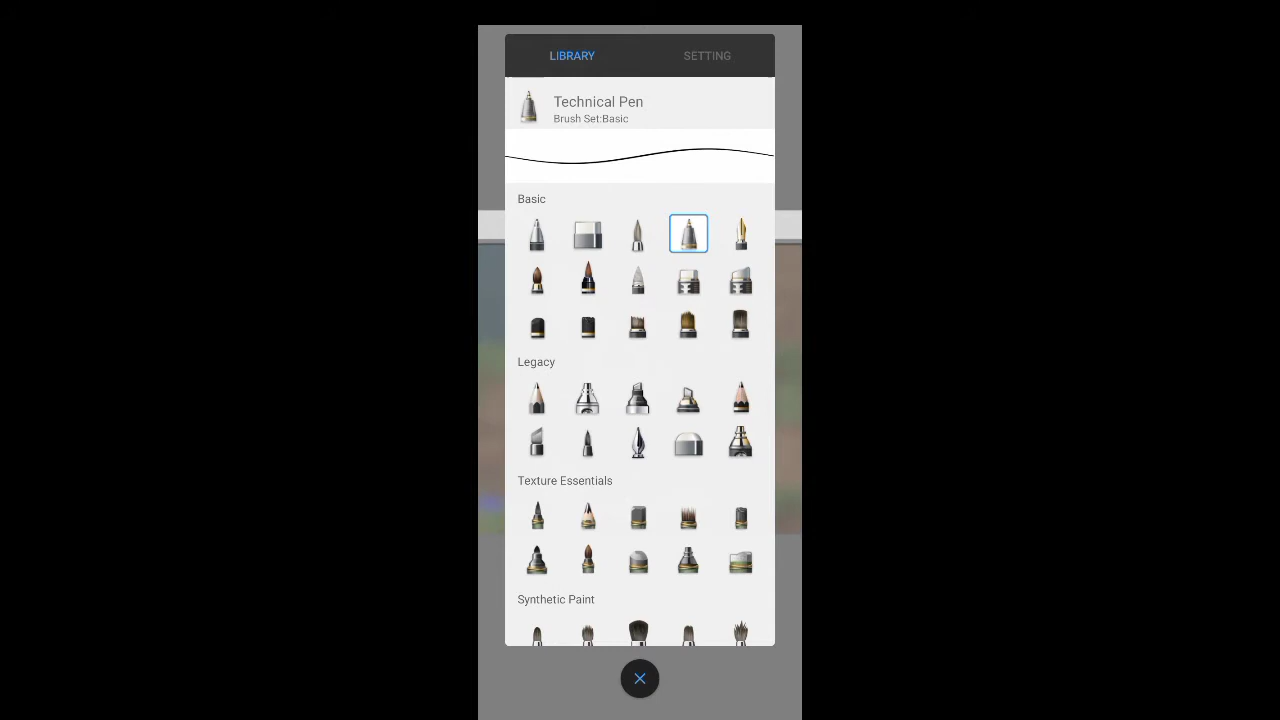 LIBRARY SETTING
Technical Pen
Brush Set:Basic
Basic
Legacy
Texture Essentials
Synthetic Paint